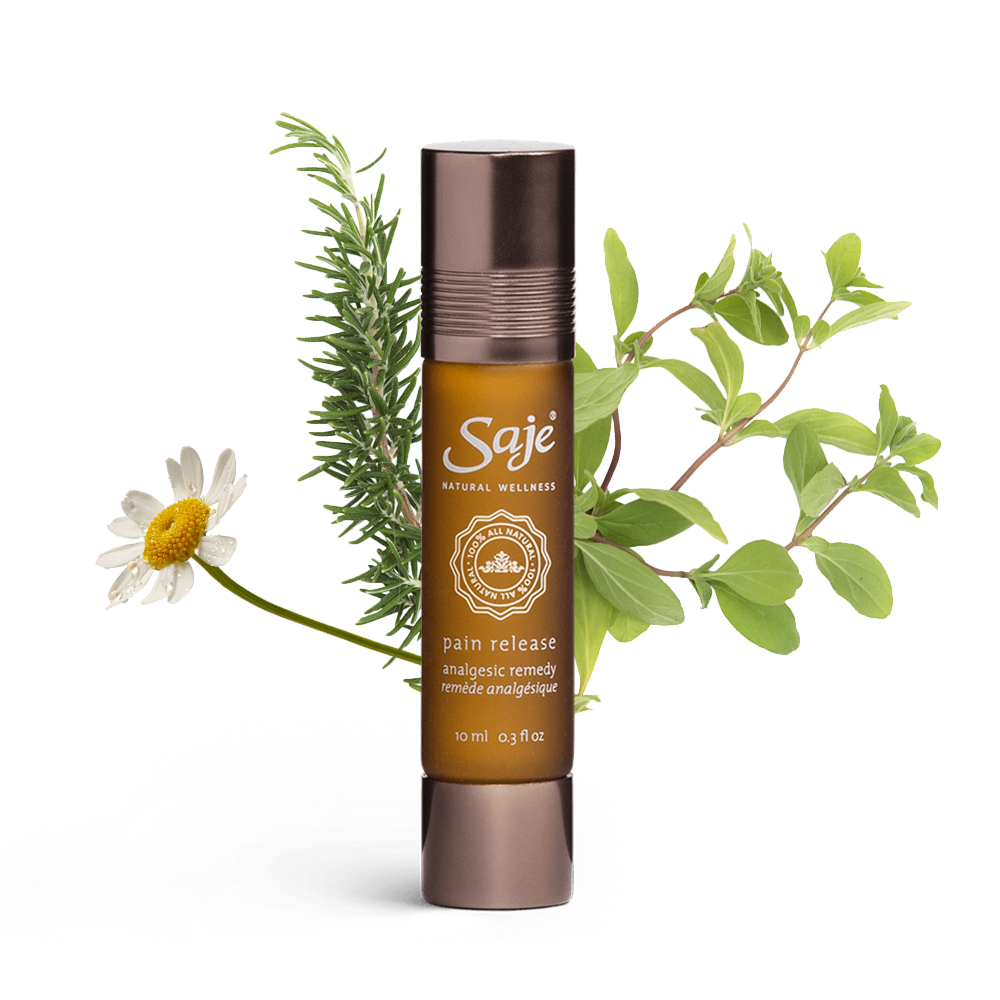 Saje®
NATURAL WELLNESS
100% ALL NATURAL · 100% ALL NATURAL ·
pain release
analgesic remedy
remède analgésique
10 ml 0.3 fl oz